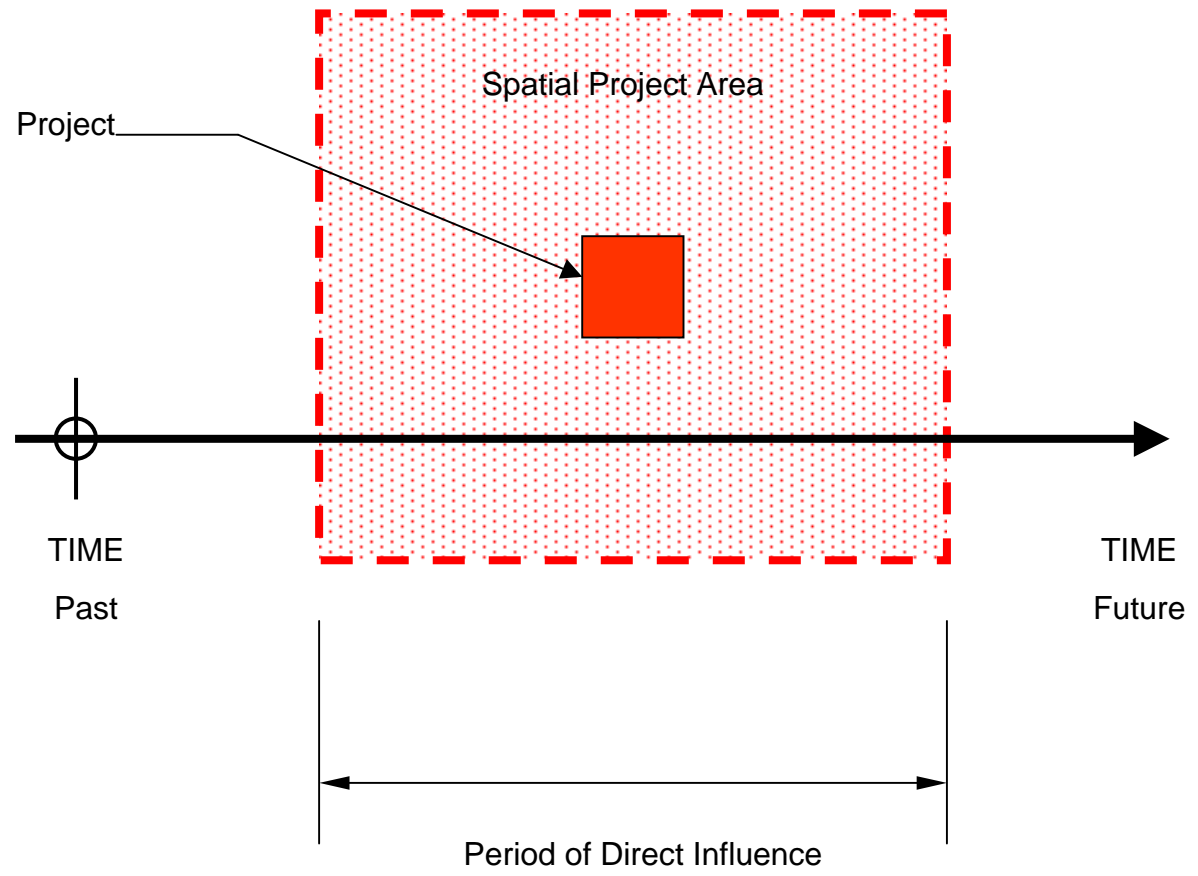 Spatial Project Area
Project
TIME
Past
TIME
Future
Period of Direct Influence